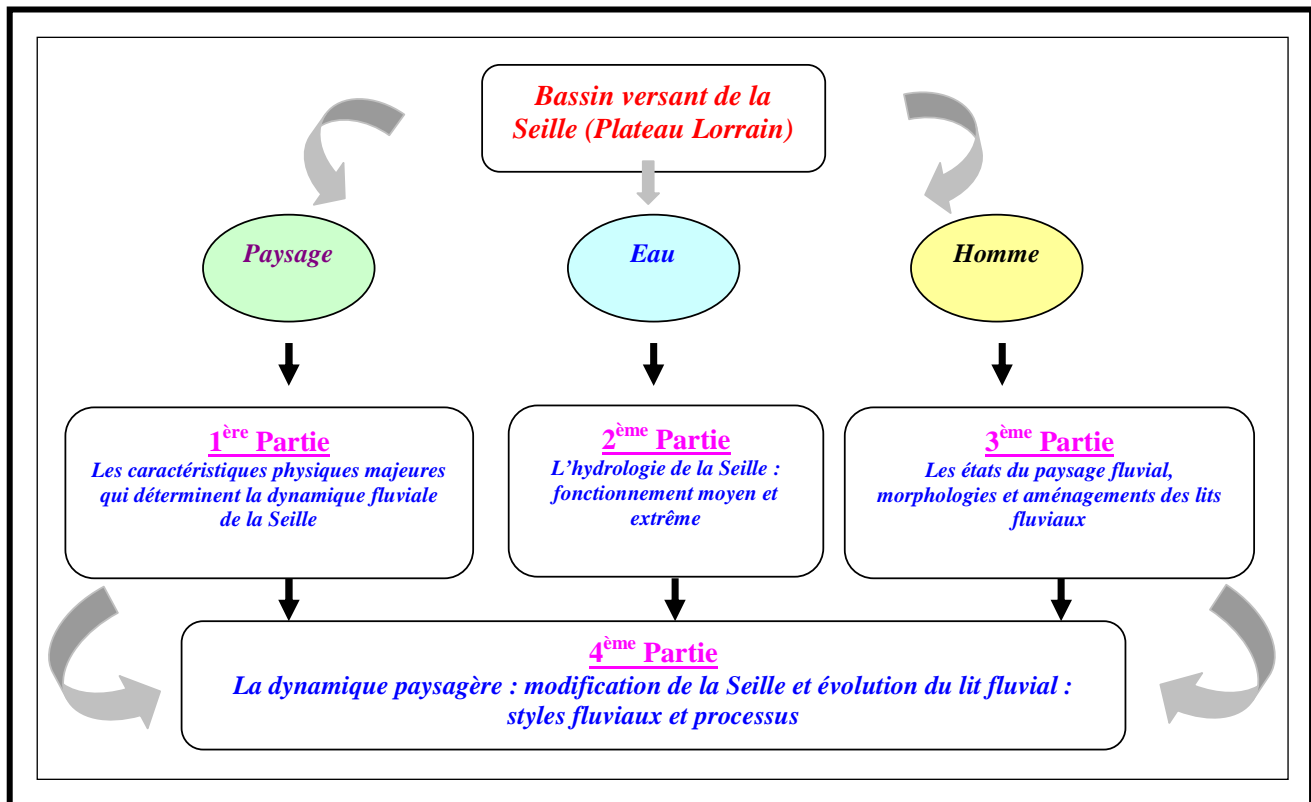 Bassin versant de la
Seille (Plateau Lorrain)
Paysage
Eau
Homme
1ère Partie
Les caractéristiques physiques majeures
qui déterminent la dynamique fluviale
de la Seille
2ème Partie
L'hydrologie de la Seille :
fonctionnement moyen et
extrême
3ème Partie
Les états du paysage fluvial,
morphologies et aménagements des lits
fluviaux
4ème Partie
La dynamique paysagère : modification de la Seille et évolution du lit fluvial :
styles fluviaux et processus